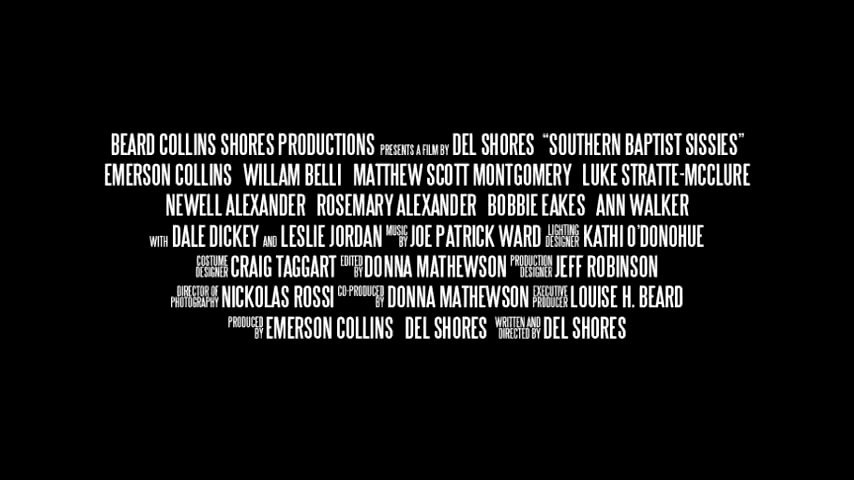 BEARD COLLINS SHORES PRODUCTIONS PRESENTS A FILM BY DEL SHORES "SOUTHERN BAPTIST SISSIES"
EMERSON COLLINS WILLAM BELLI MATTHEW SCOTT MONTGOMERY LUKE STRATTE-MCCLURE
NEWELL ALEXANDER ROSEMARY ALEXANDER BOBBIE EAKES ANN WALKER
WITH DALE DICKEY AND LESLIE JORDAN MUSIC BY JOE PATRICK WARD LIGHTING DESIGNER KATHI O'DONOHUE
COSTUME DESIGNER CRAIG TAGGART EDITED BY DONNA MATHEWSON PRODUCTION DESIGNER JEFF ROBINSON
DIRECTOR OF PHOTOGRAPHY NICKOLAS ROSSI CO-PRODUCED BY DONNA MATHEWSON EXECUTIVE PRODUCER LOUISE H. BEARD
PRODUCED BY EMERSON COLLINS DEL SHORES WRITTEN AND DIRECTED BY DEL SHORES